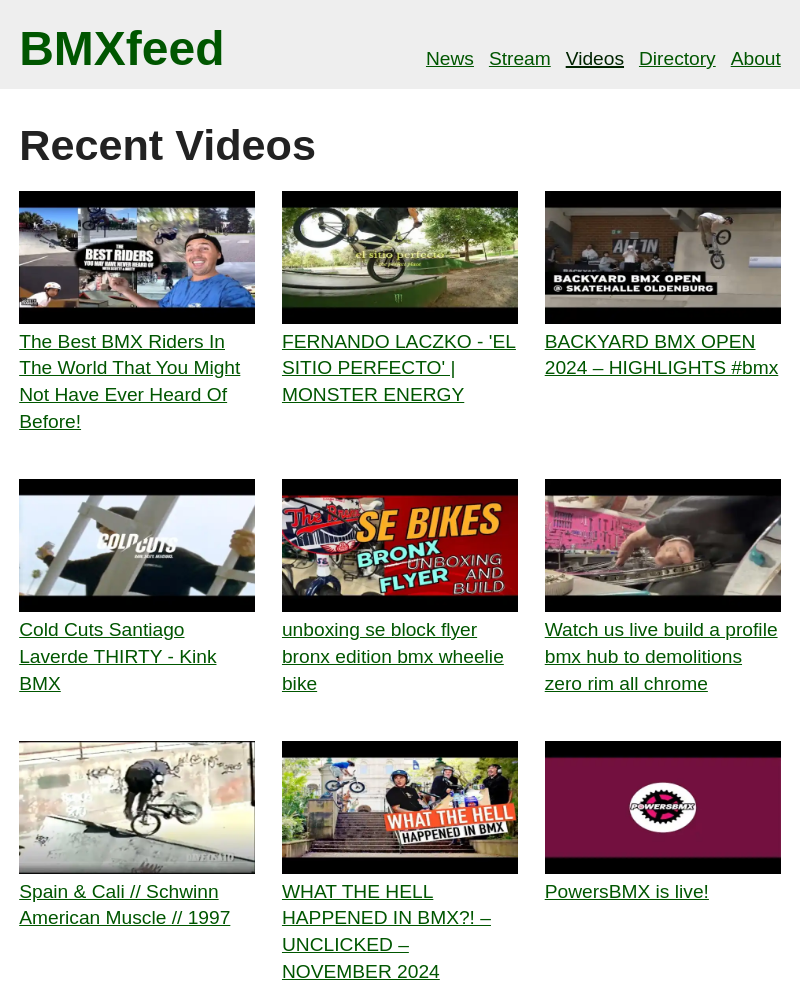 BMXfeed
News Stream Videos Directory About
Recent Videos
THE
BEST RIDERS
YOU MAY HAVE NEVER HEARD OF
el sitio perfecto
ALL IN
BACKYARD BMX OPEN
@ SKATEHALLE OLDENBURG
The Best BMX Riders In
The World That You Might
Not Have Ever Heard Of
Before!
FERNANDO LACZKO - 'EL
SITIO PERFECTO' |
MONSTER ENERGY
BACKYARD BMX OPEN
2024 – HIGHLIGHTS #bmx
COLD CUTS
The Bronx
SE BIKES
BRONX
FLYER
UNBOXING
AND
BUILD
Cold Cuts Santiago
Laverde THIRTY - Kink
BMX
unboxing se block flyer
bronx edition bmx wheelie
bike
Watch us live build a profile
bmx hub to demolitions
zero rim all chrome
WHAT THE HELL
HAPPENED IN BMX?
POWERSBMX
Spain & Cali // Schwinn
American Muscle // 1997
WHAT THE HELL
HAPPENED IN BMX?! –
UNCLICKED –
NOVEMBER 2024
PowersBMX is live!